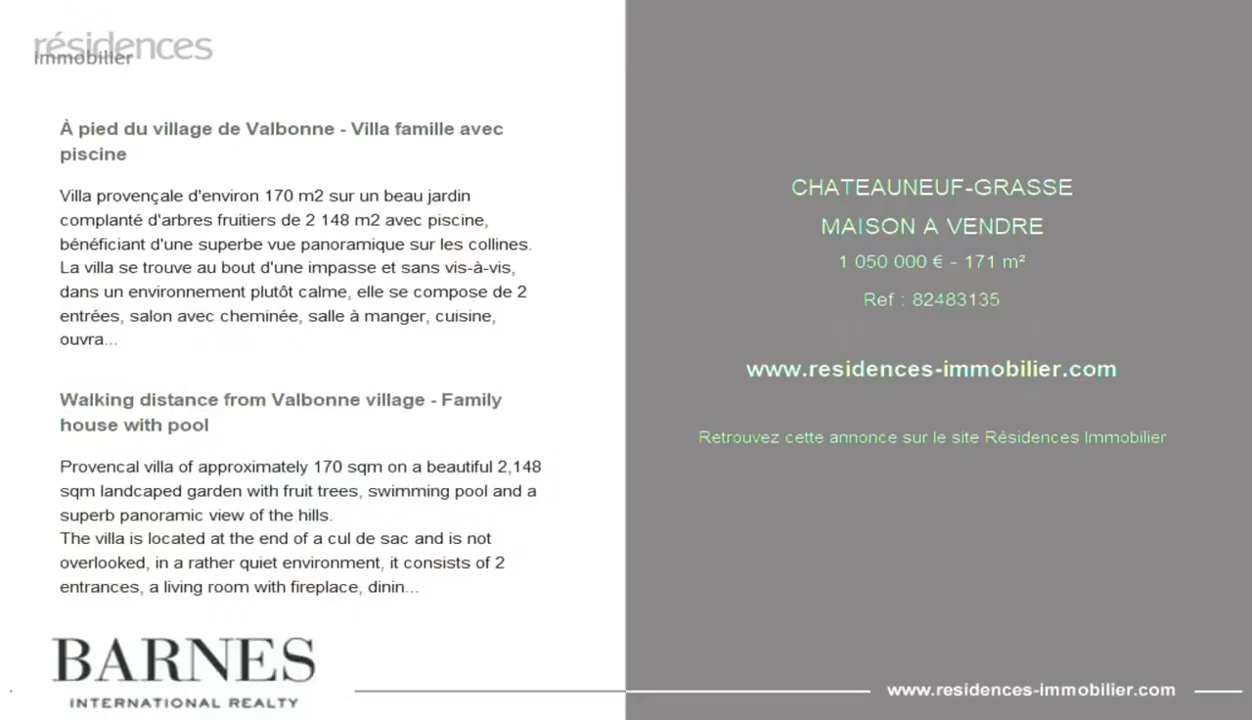 résidences
Immobilier
À pied du village de Valbonne - Villa famille avec
piscine
Villa provençale d'environ 170 m2 sur un beau jardin
complanté d'arbres fruitiers de 2 148 m2 avec piscine,
bénéficiant d'une superbe vue panoramique sur les collines.
La villa se trouve au bout d'une impasse et sans vis-à-vis,
dans un environnement plutôt calme, elle se compose de 2
entrées, salon avec cheminée, salle à manger, cuisine,
ouvra...
Walking distance from Valbonne village - Family
house with pool
Provencal villa of approximately 170 sqm on a beautiful 2,148
sqm landcaped garden with fruit trees, swimming pool and a
superb panoramic view of the hills.
The villa is located at the end of a cul de sac and is not
overlooked, in a rather quiet environment, it consists of 2
entrances, a living room with fireplace, dinin...
BARNES
INTERNATIONAL REALTY
CHATEAUNEUF-GRASSE
MAISON A VENDRE
1 050 000 € - 171 m²
Ref : 82483135
www.residences-immobilier.com
Retrouvez cette annonce sur le site Résidences Immobilier
www.residences-immobilier.com